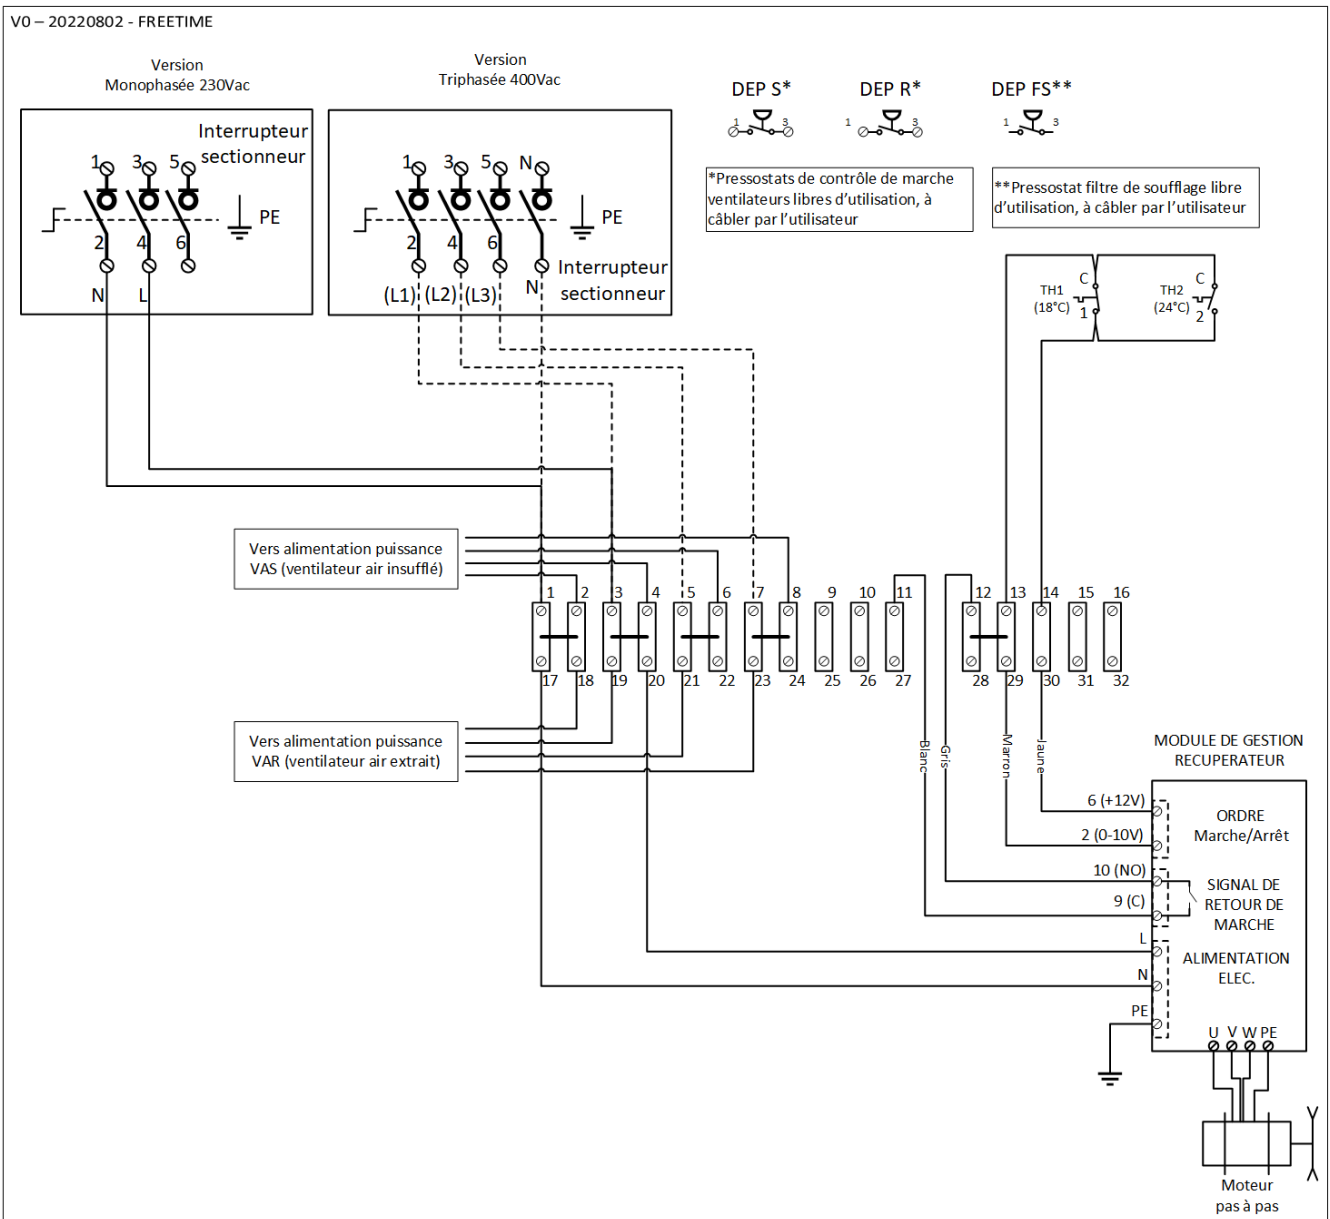 V0 – 20220802 - FREETIME
Version
Monophasée 230Vac
Version
Triphasée 400Vac
DEP S*
DEP R*
DEP FS**
1 3
1 3
1 3
*Pressostats de contrôle de marche
ventilateurs libres d’utilisation, à
câbler par l’utilisateur
**Pressostat filtre de soufflage libre
d’utilisation, à câbler par l’utilisateur
Interrupteur
sectionneur
1 3 5
PE
2 4 6
N L
1 3 5 N
PE
2 4 6
Interrupteur
sectionneur
(L1) (L2) (L3) N
C
TH1
(18°C)
1
C
TH2
(24°C)
2
Vers alimentation puissance
VAS (ventilateur air insufflé)
1 2 3 4 5 6 7 8 9 10 11 12 13 14 15 16
17 18 19 20 21 22 23 24 25 26 27 28 29 30 31 32
Vers alimentation puissance
VAR (ventilateur air extrait)
Blanc
Gris
Marron
Jaune
MODULE DE GESTION
RECUPERATEUR
6 (+12V)
2 (0-10V)
ORDRE
Marche/Arrêt
10 (NO)
9 (C)
SIGNAL DE
RETOUR DE
MARCHE
L
N
PE
ALIMENTATION
ELEC.
U V W PE
Moteur
pas à pas